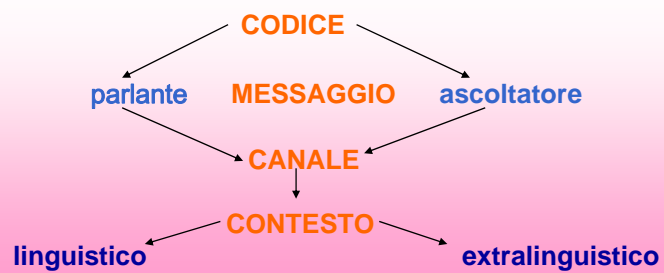 CODICE
parlante MESSAGGIO ascoltatore
CANALE
CONTESTO
linguistico extralinguistico